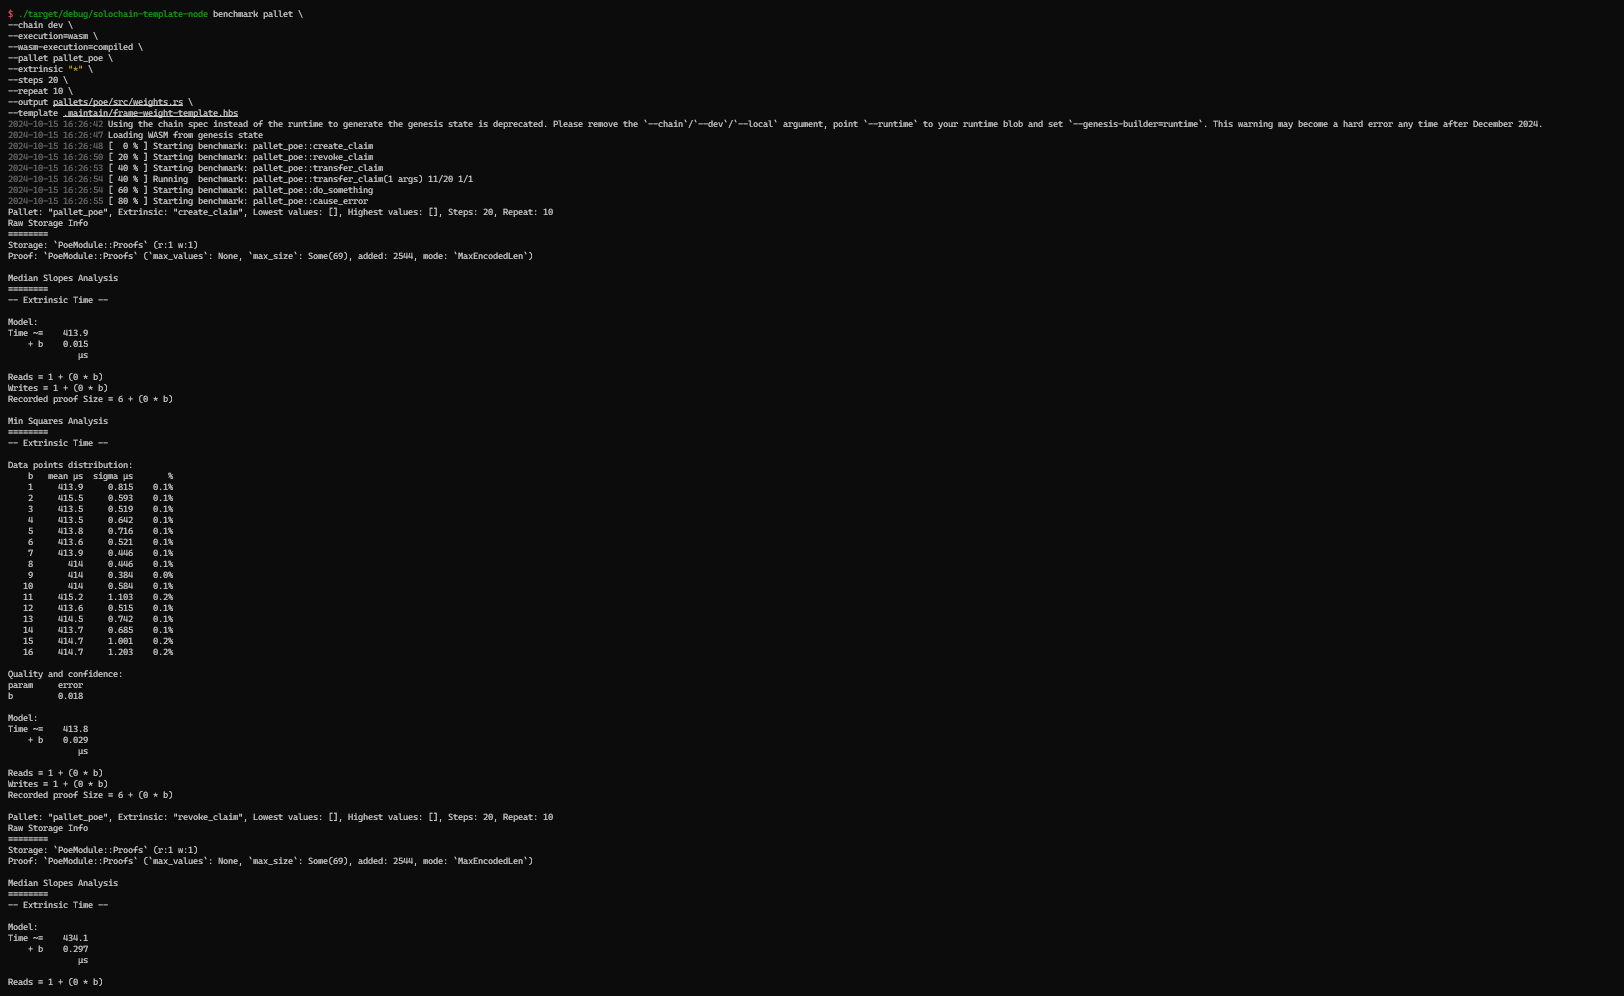 $ ./target/debug/solochain-template-node benchmark pallet \
--chain dev \
--execution=wasm \
--wasm-execution=compiled \
--pallet pallet_poe \
--extrinsic "*" \
--steps 20 \
--repeat 10 \
--output pallets/poe/src/weights.rs \
--template .maintain/frame-weight-template.hbs
2024-10-15 16:26:42 Using the chain spec instead of the runtime to generate the genesis state is deprecated. Please remove the `--chain`/`--dev`/`--local` argument, point `--runtime` to your runtime blob and set `--genesis-builder=runtime`. This warning may become a hard error any time after December 2024.
2024-10-15 16:26:47 Loading WASM from genesis state
2024-10-15 16:26:48 [  0 % ] Starting benchmark: pallet_poe::create_claim
2024-10-15 16:26:50 [ 20 % ] Starting benchmark: pallet_poe::revoke_claim
2024-10-15 16:26:53 [ 40 % ] Starting benchmark: pallet_poe::transfer_claim
2024-10-15 16:26:54 [ 40 % ] Running  benchmark: pallet_poe::transfer_claim(1 args) 11/20 1/1
2024-10-15 16:26:54 [ 60 % ] Starting benchmark: pallet_poe::do_something
2024-10-15 16:26:55 [ 80 % ] Starting benchmark: pallet_poe::cause_error
Pallet: "pallet_poe", Extrinsic: "create_claim", Lowest values: [], Highest values: [], Steps: 20, Repeat: 10
Raw Storage Info
========
Storage: `PoeModule::Proofs` (r:1 w:1)
Proof: `PoeModule::Proofs` (`max_values`: None, `max_size`: Some(69), added: 2544, mode: `MaxEncodedLen`)

Median Slopes Analysis
========
-- Extrinsic Time --

Model:
Time ~=    413.9
    + b    0.015
              µs

Reads = 1 + (0 * b)
Writes = 1 + (0 * b)
Recorded proof Size = 6 + (0 * b)

Min Squares Analysis
========
-- Extrinsic Time --

Data points distribution:
    b   mean µs  sigma µs       %
    1     413.9     0.815    0.1%
    2     415.5     0.593    0.1%
    3     413.5     0.519    0.1%
    4     413.5     0.642    0.1%
    5     413.8     0.716    0.1%
    6     413.6     0.521    0.1%
    7     413.9     0.446    0.1%
    8       414     0.446    0.1%
    9       414     0.384    0.0%
   10       414     0.584    0.1%
   11     415.2     1.103    0.2%
   12     413.6     0.515    0.1%
   13     414.5     0.742    0.1%
   14     413.7     0.685    0.1%
   15     414.7     1.001    0.2%
   16     414.7     1.203    0.2%

Quality and confidence:
param     error
b         0.018

Model:
Time ~=    413.8
    + b    0.029
              µs

Reads = 1 + (0 * b)
Writes = 1 + (0 * b)
Recorded proof Size = 6 + (0 * b)

Pallet: "pallet_poe", Extrinsic: "revoke_claim", Lowest values: [], Highest values: [], Steps: 20, Repeat: 10
Raw Storage Info
========
Storage: `PoeModule::Proofs` (r:1 w:1)
Proof: `PoeModule::Proofs` (`max_values`: None, `max_size`: Some(69), added: 2544, mode: `MaxEncodedLen`)

Median Slopes Analysis
========
-- Extrinsic Time --

Model:
Time ~=    434.1
    + b    0.297
              µs

Reads = 1 + (0 * b)